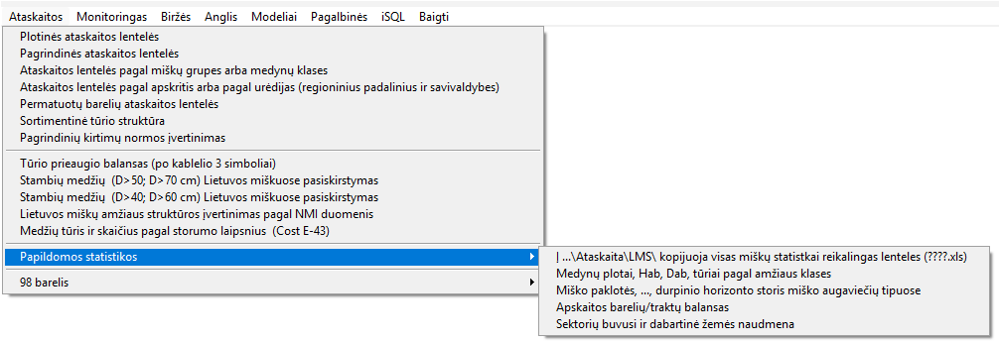 Ataskaitos Monitoringas Biržės Anglis Modeliai Pagalbinės iSQL Baigti
Plotinės ataskaitos lentelės
Pagrindinės ataskaitos lentelės
Ataskaitos lentelės pagal miškų grupes arba medynų klases
Ataskaitos lentelės pagal apskritis arba pagal urėdijas (regioninius padalinius ir savivaldybes)
Permatuotų barelių ataskaitos lentelės
Sortimentinė tūrio struktūra
Pagrindinių kirtimų normos įvertinimas
Tūrio prieaugio balansas (po kablelio 3 simboliai)
Stambių medžių (D>50; D>70 cm) Lietuvos miškuose pasiskirstymas
Stambių medžių (D>40; D>60 cm) Lietuvos miškuose pasiskirstymas
Lietuvos miškų amžiaus struktūros įvertinimas pagal NMI duomenis
Medžių tūris ir skaičius pagal storumo laipsnius (Cost E-43)
Papildomos statistikos
98 barelis
Į ...\Ataskaita\LMS\ kopijuoja visas miškų statistkai reikalingas lenteles (????.xls)
Medynų plotai, Hab, Dab, tūriai pagal amžiaus klases
Miško paklotės, ..., durpinio horizonto storis miško augaviečių tipuose
Apskaitos barelių/traktų balansas
Sektorių buvusi ir dabartinė žemės naudmena